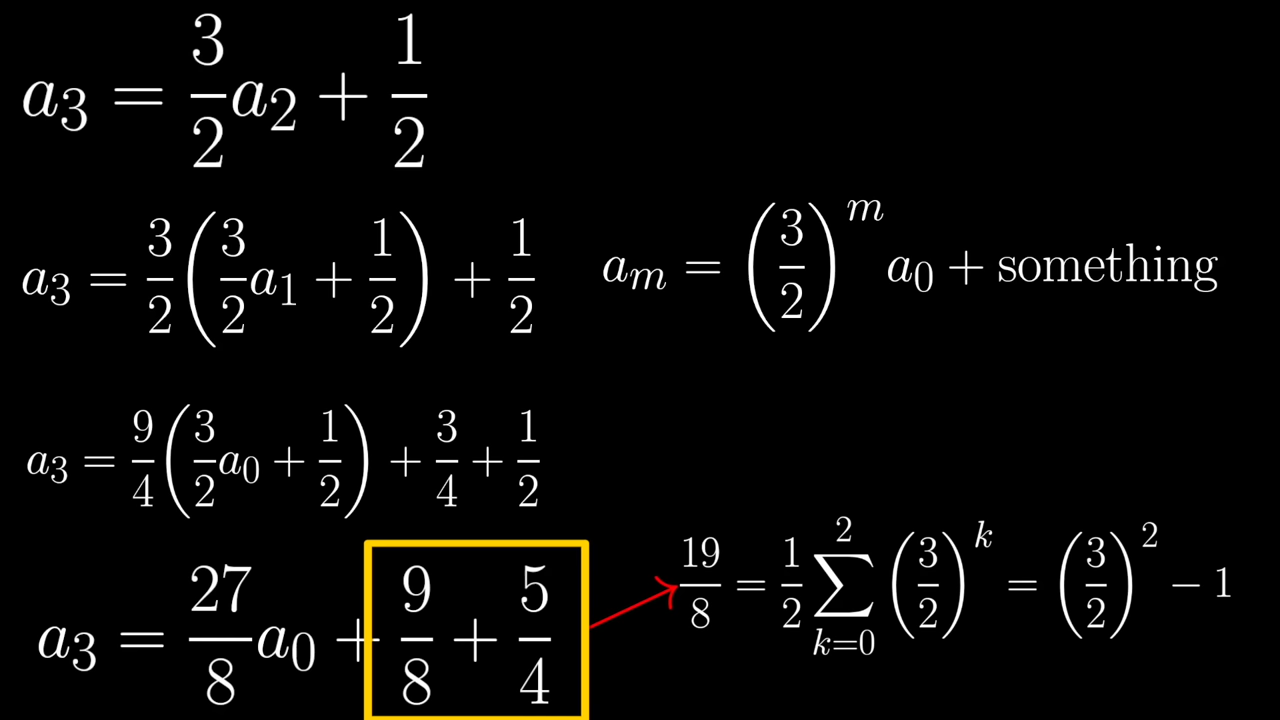 a_3 = \frac{3}{2}a_2 + \frac{1}{2}
a_3 = \frac{3}{2}\left(\frac{3}{2}a_1 + \frac{1}{2}\right) + \frac{1}{2}
a_m = \left(\frac{3}{2}\right)^m a_0 + \text{something}
a_3 = \frac{9}{4}\left(\frac{3}{2}a_0 + \frac{1}{2}\right) + \frac{3}{4} + \frac{1}{2}
a_3 = \frac{27}{8}a_0 + \frac{9}{8} + \frac{5}{4}
\frac{19}{8} = \frac{1}{2}\sum_{k=0}^{2}\left(\frac{3}{2}\right)^k = \left(\frac{3}{2}\right)^2 - 1